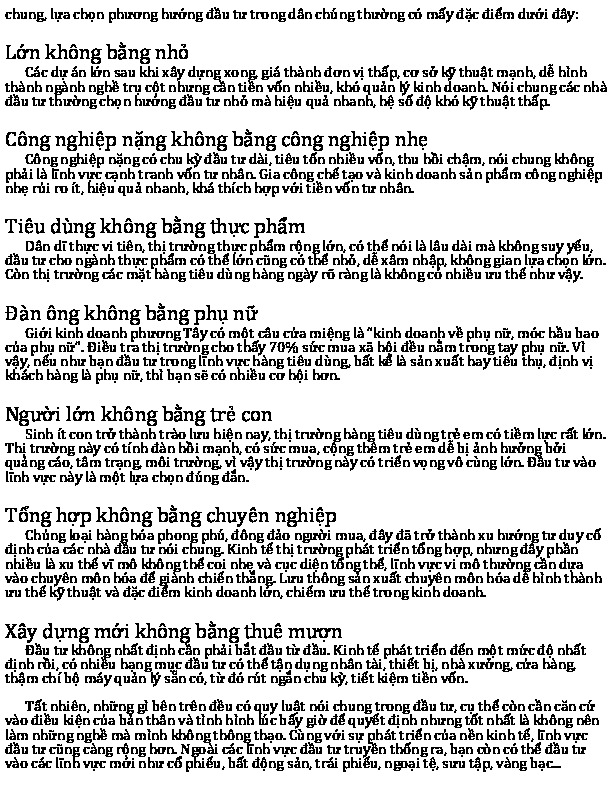 chung, lựa chọn phương hướng đầu tư trong dân chúng thường có mấy đặc điểm dưới đây:
Lớn không bằng nhỏ
Các dự án lớn sau khi xây dựng xong, giá thành đơn vị thấp, cơ sở kỹ thuật mạnh, dễ hình
thành ngành nghề trụ cột nhưng cần tiền vốn nhiều, khó quản lý kinh doanh. Nói chung các nhà
đầu tư thường chọn hướng đầu tư nhỏ mà hiệu quả nhanh, hệ số độ khó kỹ thuật thấp.
Công nghiệp nặng không bằng công nghiệp nhẹ
Công nghiệp nặng có chu kỳ đầu tư dài, tiêu tốn nhiều vốn, thu hồi chậm, nói chung không
phải là lĩnh vực cạnh tranh vốn tư nhân. Gia công chế tạo và kinh doanh sản phẩm công nghiệp
nhẹ rủi ro ít, hiệu quả nhanh, khá thích hợp với tiền vốn tư nhân.
Tiêu dùng không bằng thực phẩm
Dân dĩ thực vi tiên, thị trường thực phẩm rộng lớn, có thể nói là lâu dài mà không suy yếu,
đầu tư cho ngành thực phẩm có thể lớn cũng có thể nhỏ, dễ xâm nhập, không gian lựa chọn lớn.
Còn thị trường các mặt hàng tiêu dùng hàng ngày rõ ràng là không có nhiều ưu thế như vậy.
Đàn ông không bằng phụ nữ
Giới kinh doanh phương Tây có một câu cửa miệng là “kinh doanh về phụ nữ, móc hầu bao
của phụ nữ”. Điều tra thị trường cho thấy 70% sức mua xã hội đều nằm trong tay phụ nữ. Vì
vậy, nếu như bạn đầu tư trong lĩnh vực hàng tiêu dùng, bất kể là sản xuất hay tiêu thụ, định vị
khách hàng là phụ nữ, thì bạn sẽ có nhiều cơ hội hơn.
Người lớn không bằng trẻ con
Sinh ít con trở thành trào lưu hiện nay, thị trường hàng tiêu dùng trẻ em có tiềm lực rất lớn.
Thị trường này có tính đàn hồi mạnh, có sức mua, cộng thêm trẻ em dễ bị ảnh hưởng bởi
quảng cáo, tâm trạng, môi trường, vì vậy thị trường này có triển vọng vô cùng lớn. Đầu tư vào
lĩnh vực này là một lựa chọn đúng đắn.
Tổng hợp không bằng chuyên nghiệp
Chủng loại hàng hóa phong phú, đông đảo người mua, đây đã trở thành xu hướng tư duy cố
định của các nhà đầu tư nói chung. Kinh tế thị trường phát triển tổng hợp, nhưng đấy phần
nhiều là xu thế vĩ mô không thể coi nhẹ và cục diện tổng thể, lĩnh vực vi mô thường cần dựa
vào chuyên môn hóa để giành chiến thắng. Lưu thông sản xuất chuyên môn hóa dễ hình thành
ưu thế kỹ thuật và đặc điểm kinh doanh lớn, chiếm ưu thế trong kinh doanh.
Xây dựng mới không bằng thuê mượn
Đầu tư không nhất định cần phải bắt đầu từ đầu. Kinh tế phát triển đến một mức độ nhất
định rồi, có nhiều hạng mục đầu tư có thể tận dụng nhân tài, thiết bị, nhà xưởng, cửa hàng,
thậm chí bộ máy quản lý sẵn có, từ đó rút ngắn chu kỳ, tiết kiệm tiền vốn.
Tất nhiên, những gì bên trên đều có quy luật nói chung trong đầu tư, cụ thể còn cần căn cứ
vào điều kiện của bản thân và tình hình lúc bấy giờ để quyết định nhưng tốt nhất là không nên
làm những nghề mà mình không thông thạo. Cùng với sự phát triển của nền kinh tế, lĩnh vực
đầu tư cũng càng rộng hơn. Ngoài các lĩnh vực đầu tư truyền thống ra, bạn còn có thể đầu tư
vào các lĩnh vực mới như cổ phiếu, bất động sản, trái phiếu, ngoại tệ, sưu tập, vàng bạc...